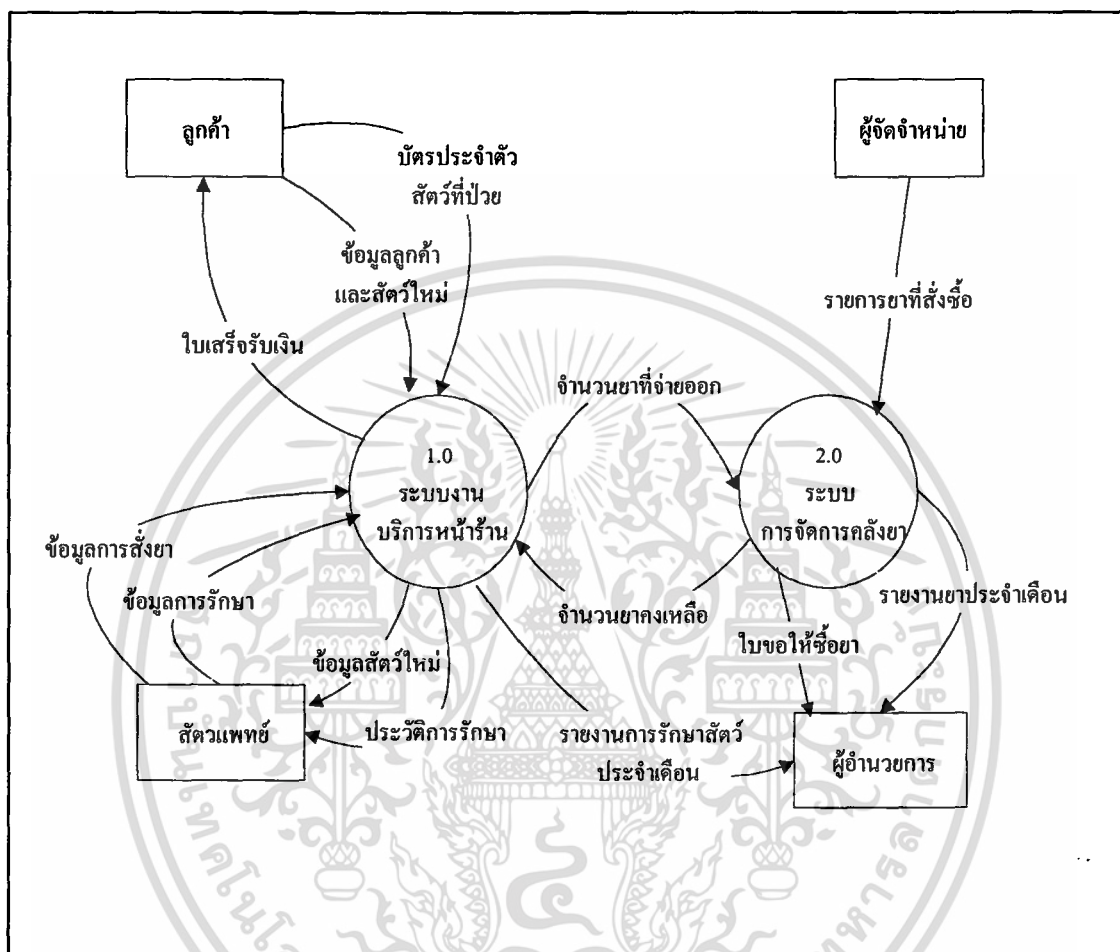 ลูกค้า
ผู้จัดจำหน่าย
บัตรประจำตัว
สัตว์ที่ป่วย
ข้อมูลลูกค้า
และสัตว์ใหม่
รายการยาที่สั่งซื้อ
ใบเสร็จรับเงิน
จำนวนยาที่จ่ายออก
1.0
ระบบงาน
บริการหน้าร้าน
2.0
ระบบ
การจัดการคลังยา
ข้อมูลการสั่งยา
ข้อมูลการรักษา
จำนวนยาคงเหลือ
รายงานยาประจำเดือน
ใบขอให้ซื้อยา
ข้อมูลสัตว์ใหม่
สัตวแพทย์
ประวัติการรักษา
รายงานการรักษาสัตว์
ประจำเดือน
ผู้อำนวยการ